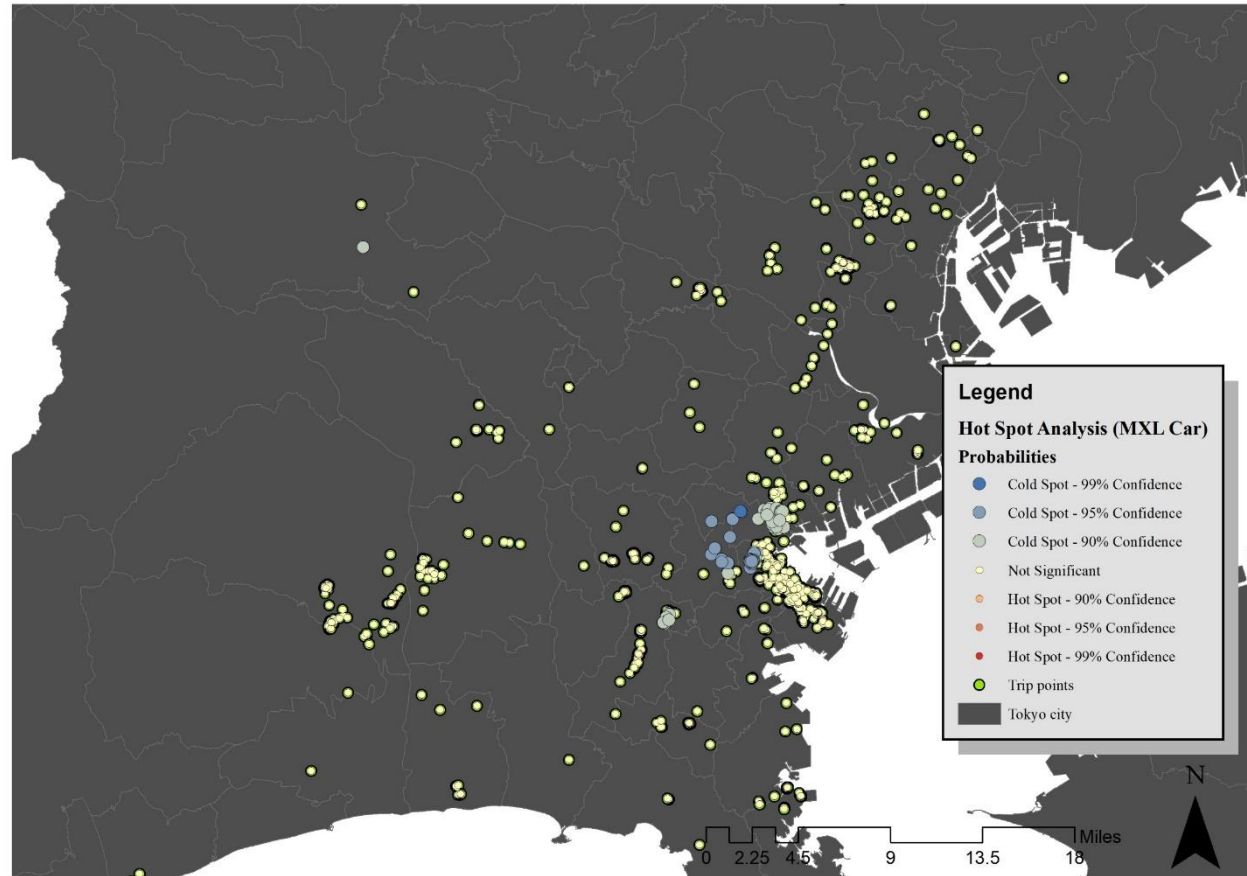 Legend
Hot Spot Analysis (MXL Car)
Probabilities
Cold Spot - 99% Confidence
Cold Spot - 95% Confidence
Cold Spot - 90% Confidence
Not Significant
Hot Spot - 90% Confidence
Hot Spot - 95% Confidence
Hot Spot - 99% Confidence
Trip points
Tokyo city
N
Miles
0 2.25 4.5 9 13.5 18